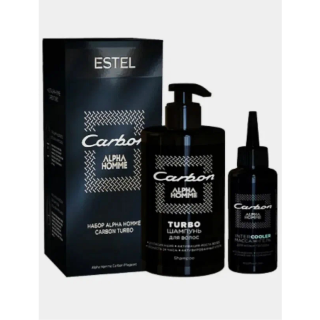 ESTEL
Carbon
ALPHA
HOMME
НАБОР ALPHA HOMME
CARBON TURBO
Carbon
ALPHA
HOMME
TURBO
ШАМПУНЬ
для волос
Carbon
ALPHA
HOMME
INTERCOOLER